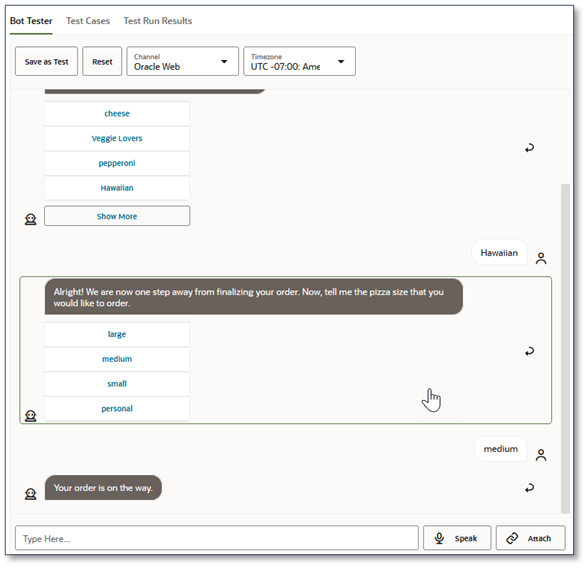 Bot Tester Test Cases Test Run Results
Save as Test Reset Channel Oracle Web Timezone UTC -07:00: Ame
cheese
Veggie Lovers
pepperoni
Hawaiian
Show More
Hawaiian
Alright! We are now one step away from finalizing your order. Now, tell me the pizza size that you
would like to order.
large
medium
small
personal
medium
Your order is on the way.
Type Here... Speak Attach